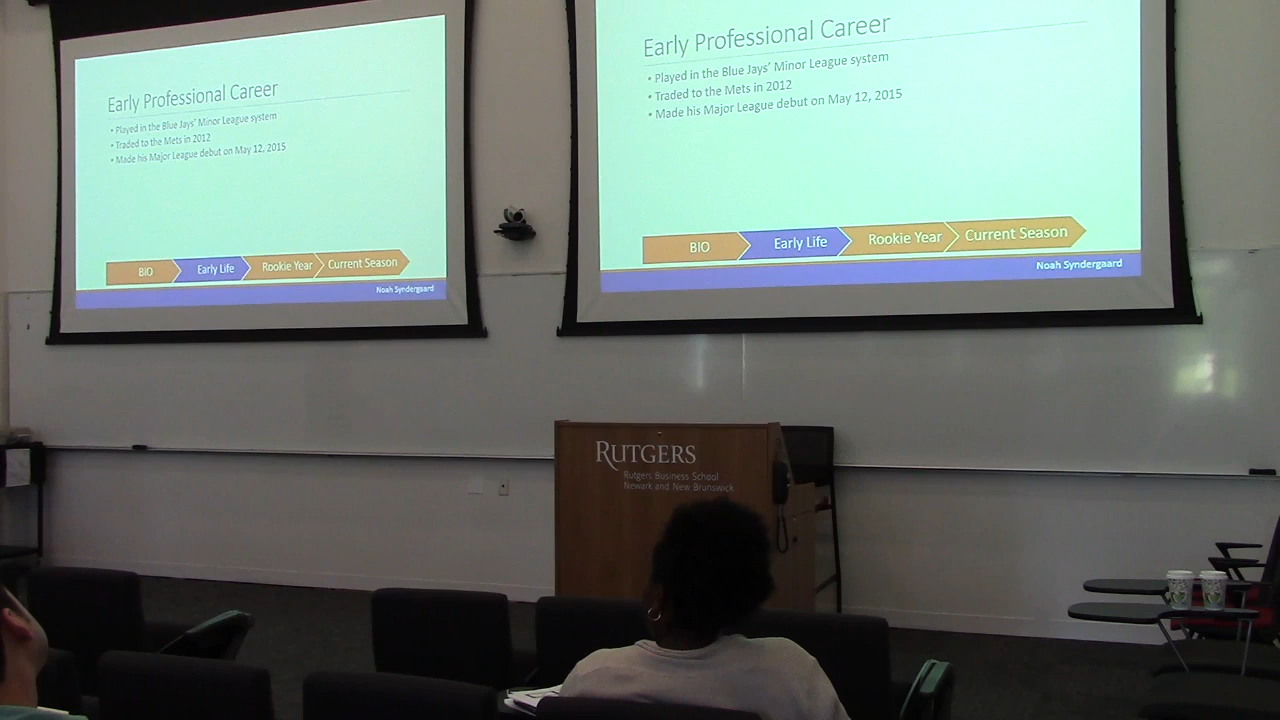 Early Professional Career
• Played in the Blue Jays' Minor League system
• Traded to the Mets in 2012
• Made his Major League debut on May 12, 2015
BIO
Early Life
Rookie Year
Current Season
Noah Syndergaard
Early Professional Career
• Played in the Blue Jays' Minor League system
• Traded to the Mets in 2012
• Made his Major League debut on May 12, 2015
BIO
Early Life
Rookie Year
Current Season
Noah Syndergaard
RUTGERS
Rutgers Business School
Newark and New Brunswick